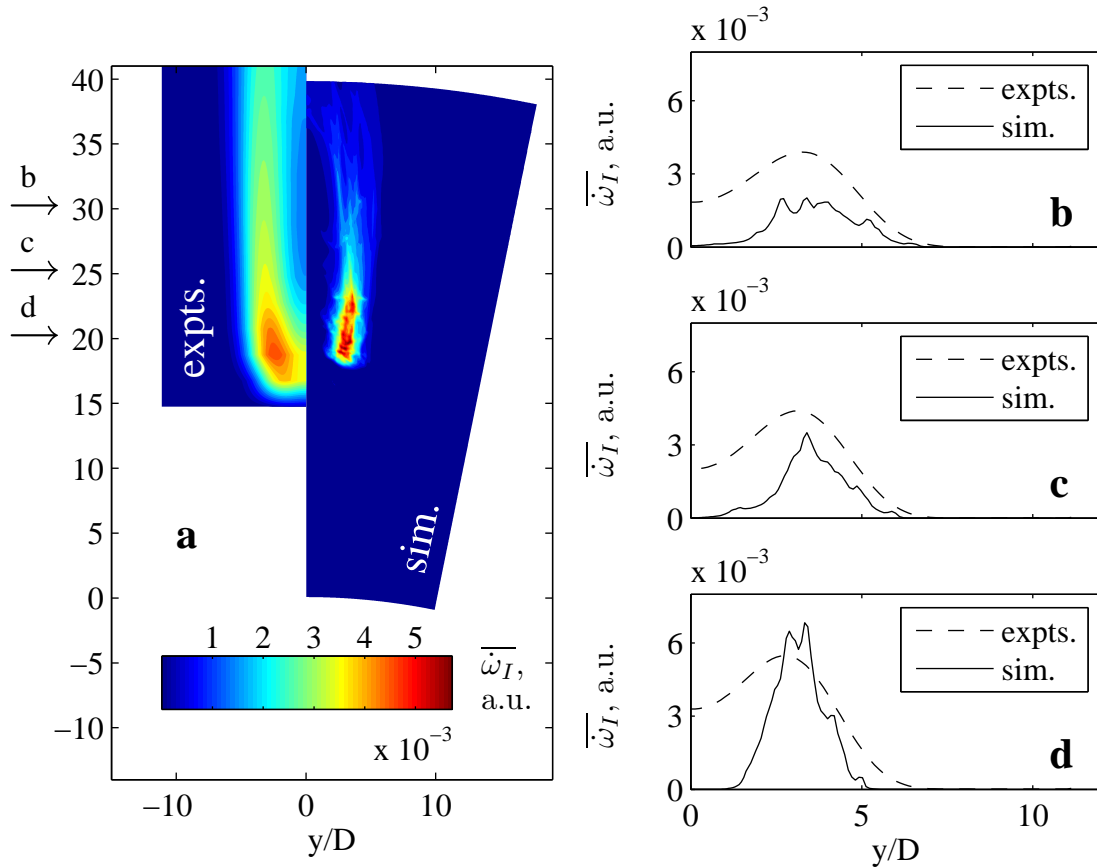 40
35
30
25
20
15
10
5
0
−5
−10
b
c
d
expts.
sim.
a
1 2 3 4 5
x 10⁻³
ω̇_I,
a.u.
−10 0 10
y/D
x 10⁻³
6
3
0
ω̇_I, a.u.
expts.
sim.
b
x 10⁻³
6
3
0
ω̇_I, a.u.
expts.
sim.
c
x 10⁻³
6
3
0
ω̇_I, a.u.
expts.
sim.
d
0 5 10
y/D